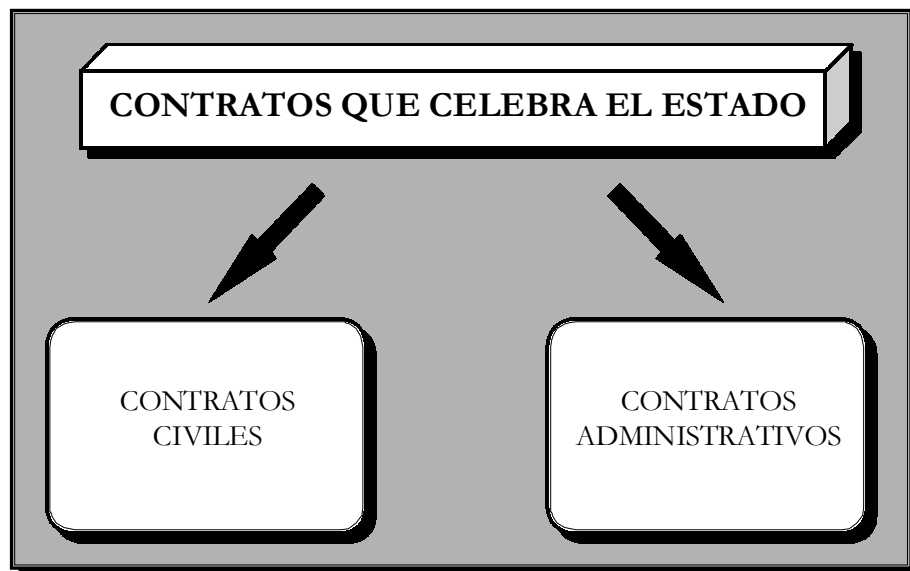 CONTRATOS QUE CELEBRA EL ESTADO
CONTRATOS
CIVILES
CONTRATOS
ADMINISTRATIVOS